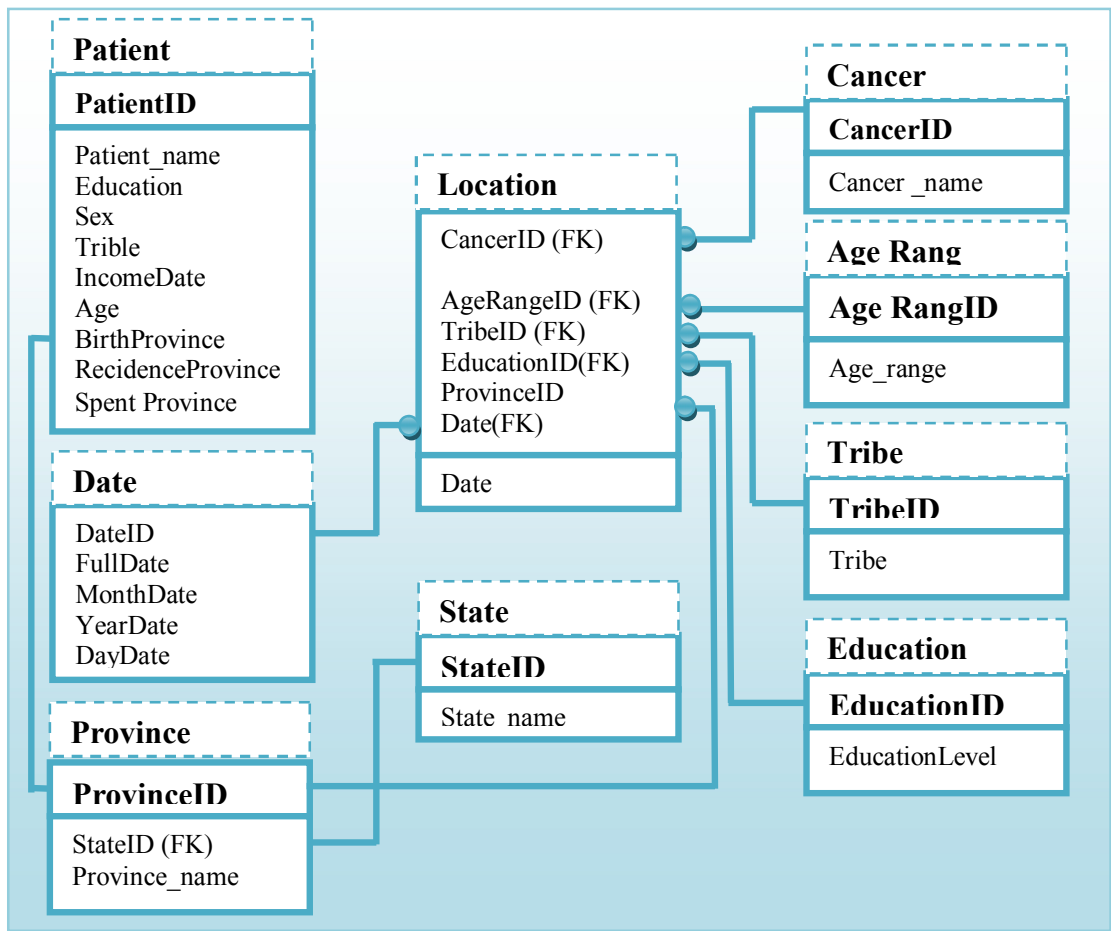 Patient
PatientID
Patient_name
Education
Sex
Trible
IncomeDate
Age
BirthProvince
RecidenceProvince
Spent Province
Date
DateID
FullDate
MonthDate
YearDate
DayDate
Province
ProvinceID
StateID (FK)
Province_name
Location
CancerID (FK)
AgeRangeID (FK)
TribeID (FK)
EducationID(FK)
ProvinceID
Date(FK)
Date
State
StateID
State_name
Cancer
CancerID
Cancer _name
Age Rang
Age RangID
Age_range
Tribe
TribeID
Tribe
Education
EducationID
EducationLevel